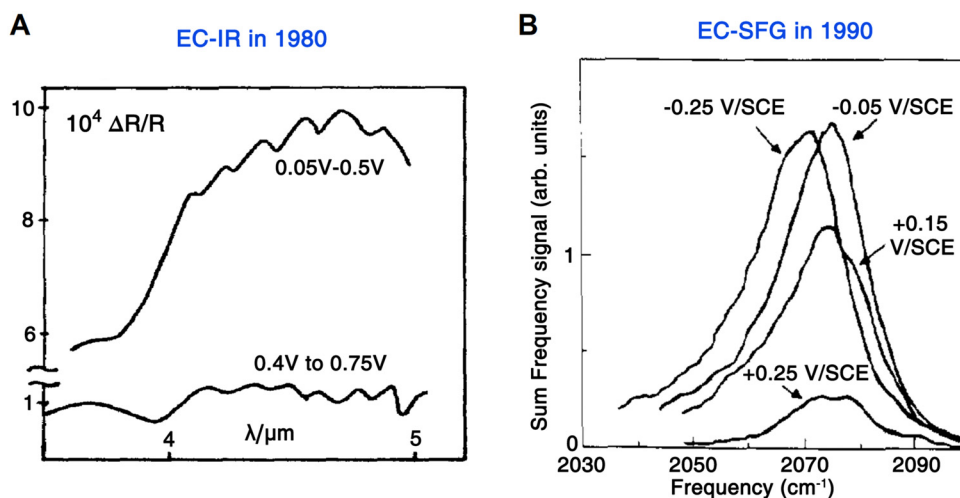 A
EC-IR in 1980
10
10⁴ ΔR/R
0.05V-0.5V
8
6
0.4V to 0.75V
1
4
λ/μm
5
B
EC-SFG in 1990
Sum Frequency signal (arb. units)
-0.25 V/SCE
-0.05 V/SCE
+0.15
V/SCE
1
+0.25 V/SCE
0
2030
2050
2070
2090
Frequency (cm⁻¹)